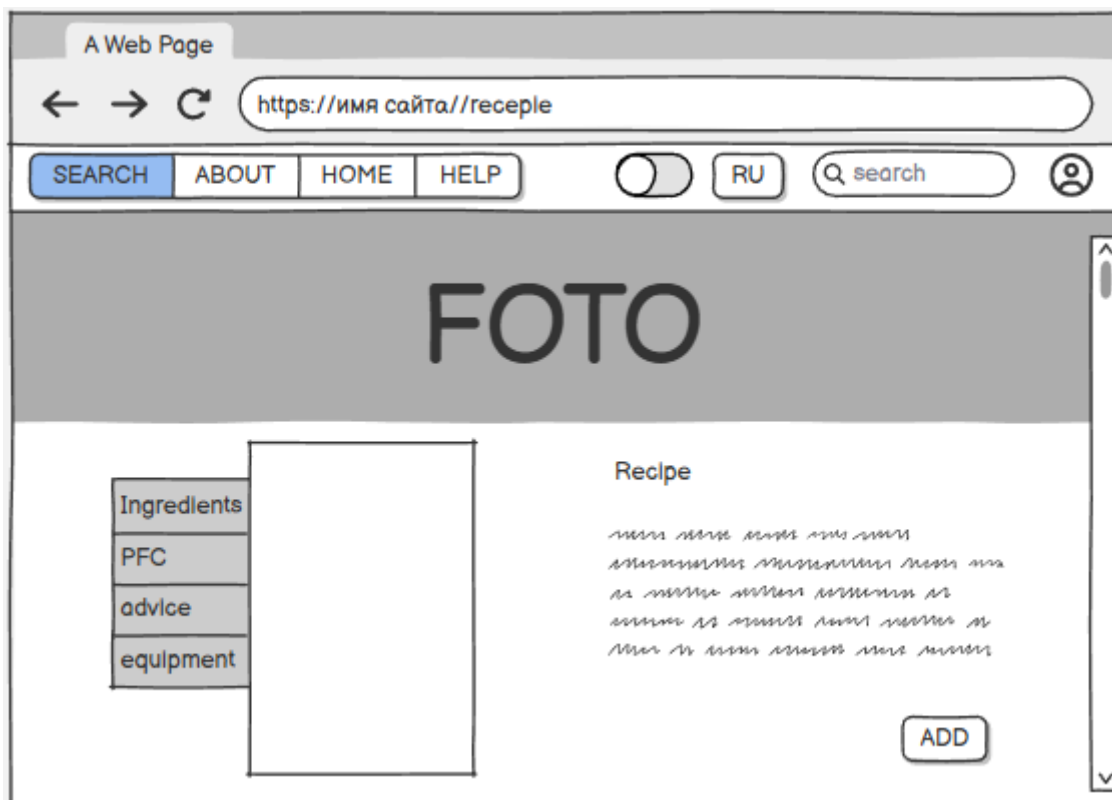 A Web Page
https://имя сайта//receple
SEARCH ABOUT HOME HELP RU search
FOTO
Recipe
Ingredients
PFC
advice
equipment
ADD